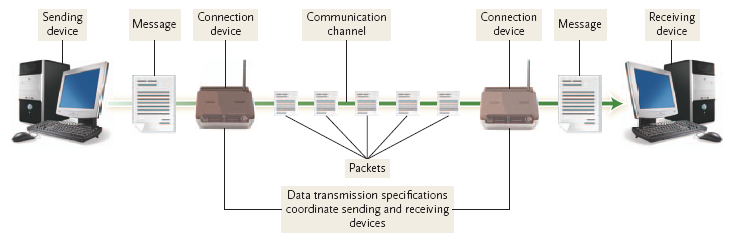 Sending
device
Message
Connection
device
Communication
channel
Connection
device
Message
Receiving
device
Packets
Data transmission specifications
coordinate sending and receiving
devices